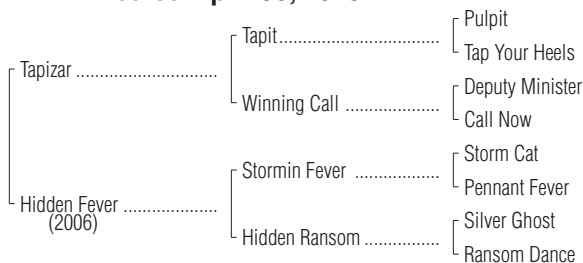 Pulpit
Tapit
Tap Your Heels
Tapizar
Deputy Minister
Winning Call
Call Now
Storm Cat
Stormin Fever
Pennant Fever
Hidden Fever
(2006)
Silver Ghost
Hidden Ransom
Ransom Dance